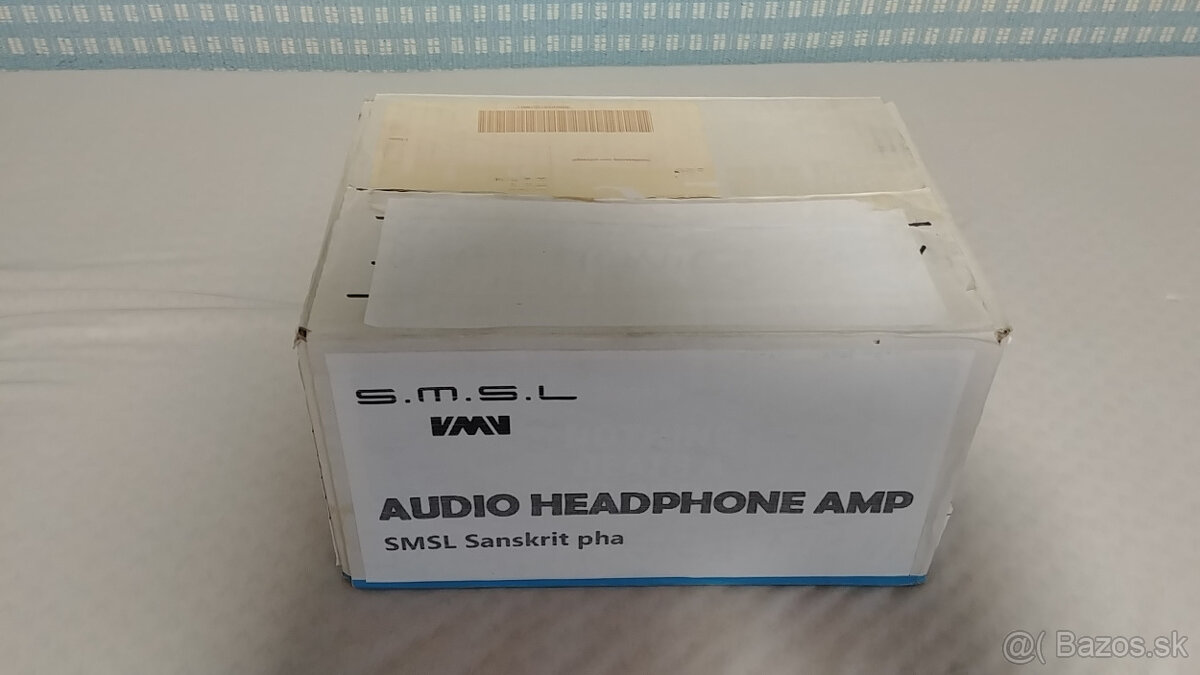 S.M.S.L
VMV
AUDIO HEADPHONE AMP
SMSL Sanskrit pha
@( Bazos.sk